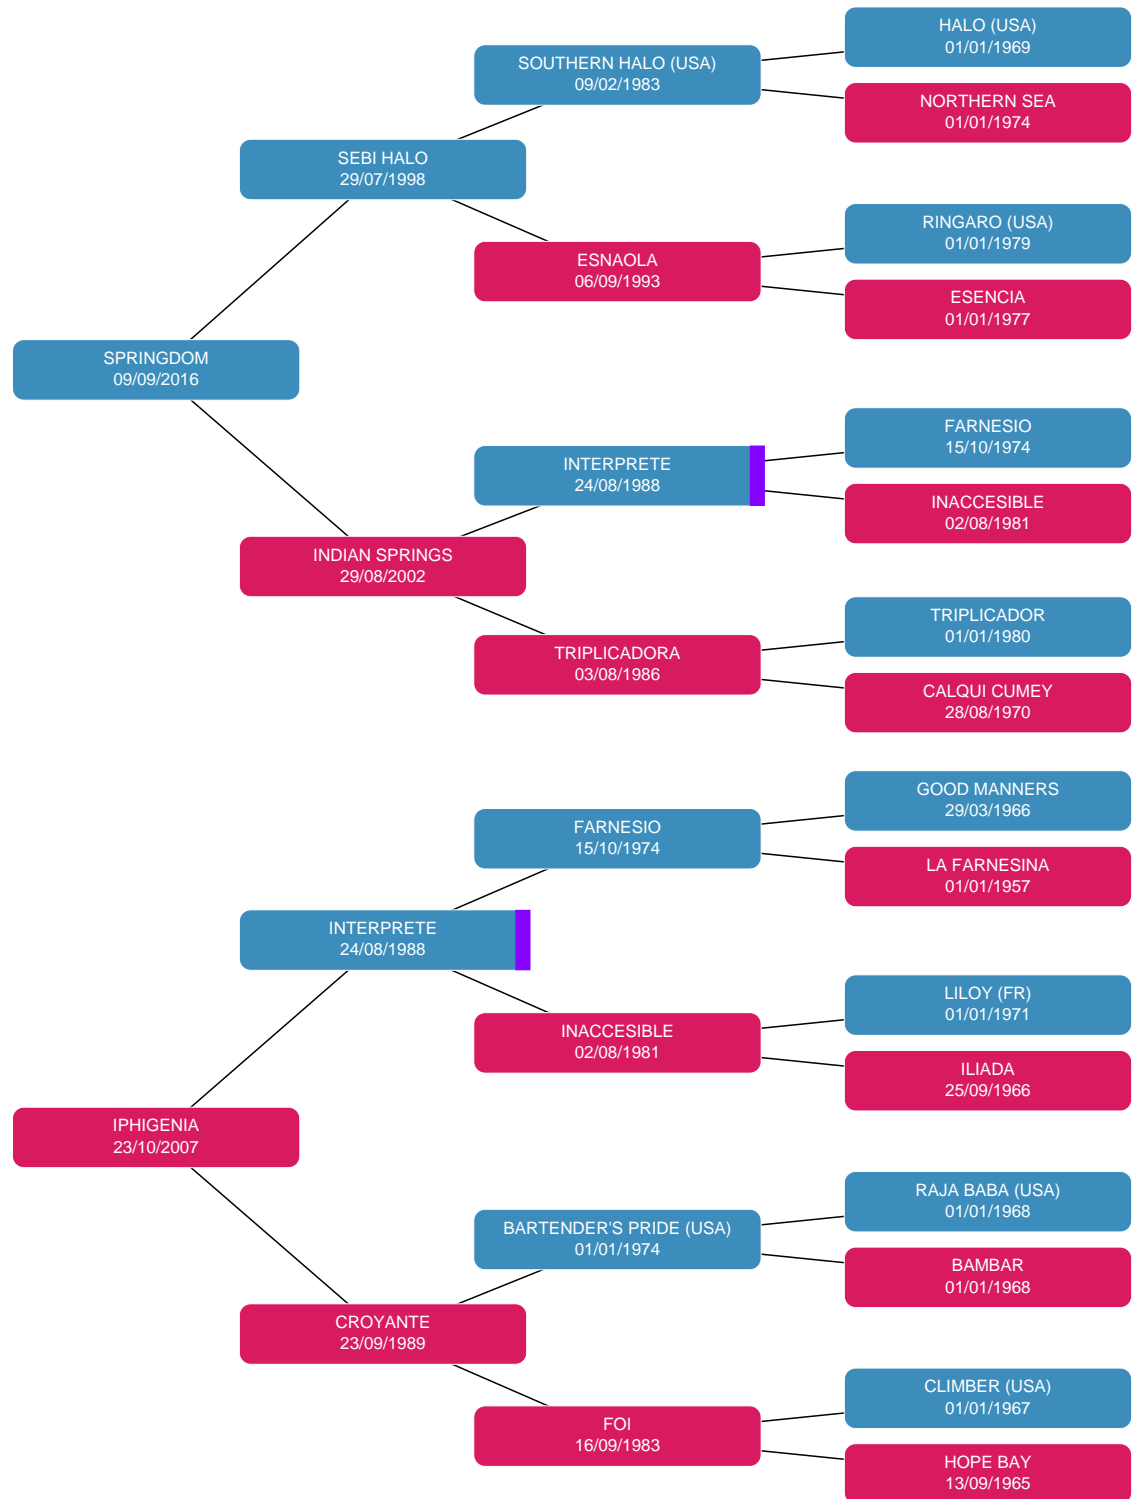 HALO (USA)
01/01/1969
SOUTHERN HALO (USA)
09/02/1983
NORTHERN SEA
01/01/1974
SEBI HALO
29/07/1998
RINGARO (USA)
01/01/1979
ESNAOLA
06/09/1993
ESENCIA
01/01/1977
SPRINGDOM
09/09/2016
FARNESIO
15/10/1974
INTERPRETE
24/08/1988
INACCESIBLE
02/08/1981
INDIAN SPRINGS
29/08/2002
TRIPLICADOR
01/01/1980
TRIPLICADORA
03/08/1986
CALQUI CUMEY
28/08/1970
GOOD MANNERS
29/03/1966
FARNESIO
15/10/1974
LA FARNESINA
01/01/1957
INTERPRETE
24/08/1988
LILOY (FR)
01/01/1971
INACCESIBLE
02/08/1981
ILIADA
25/09/1966
IPHIGENIA
23/10/2007
RAJA BABA (USA)
01/01/1968
BARTENDER'S PRIDE (USA)
01/01/1974
BAMBAR
01/01/1968
CROYANTE
23/09/1989
CLIMBER (USA)
01/01/1967
FOI
16/09/1983
HOPE BAY
13/09/1965